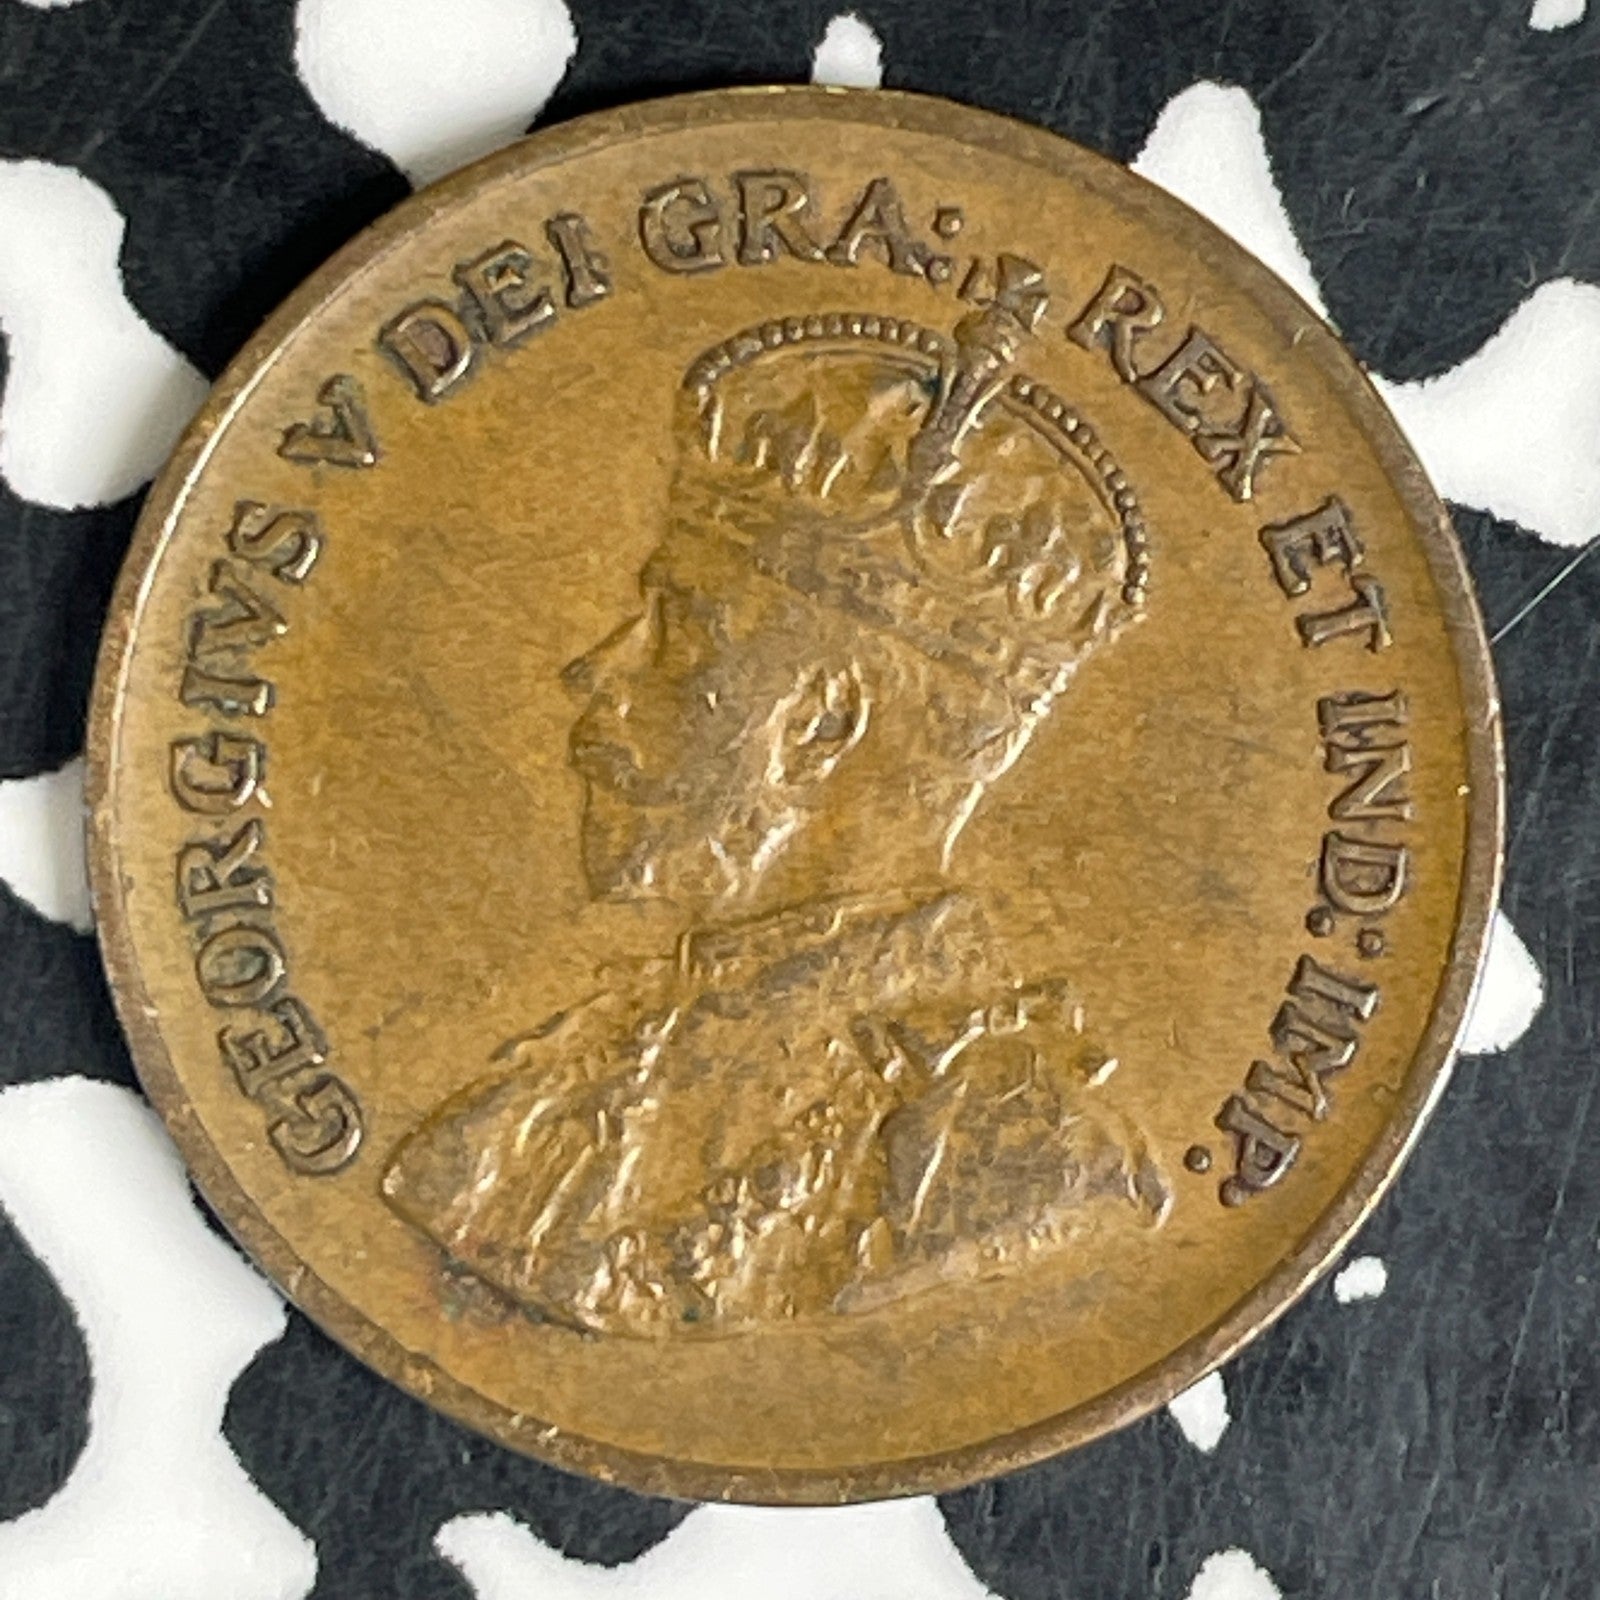 GEORGIVS V DEI GRA: REX ET IND: IMP.